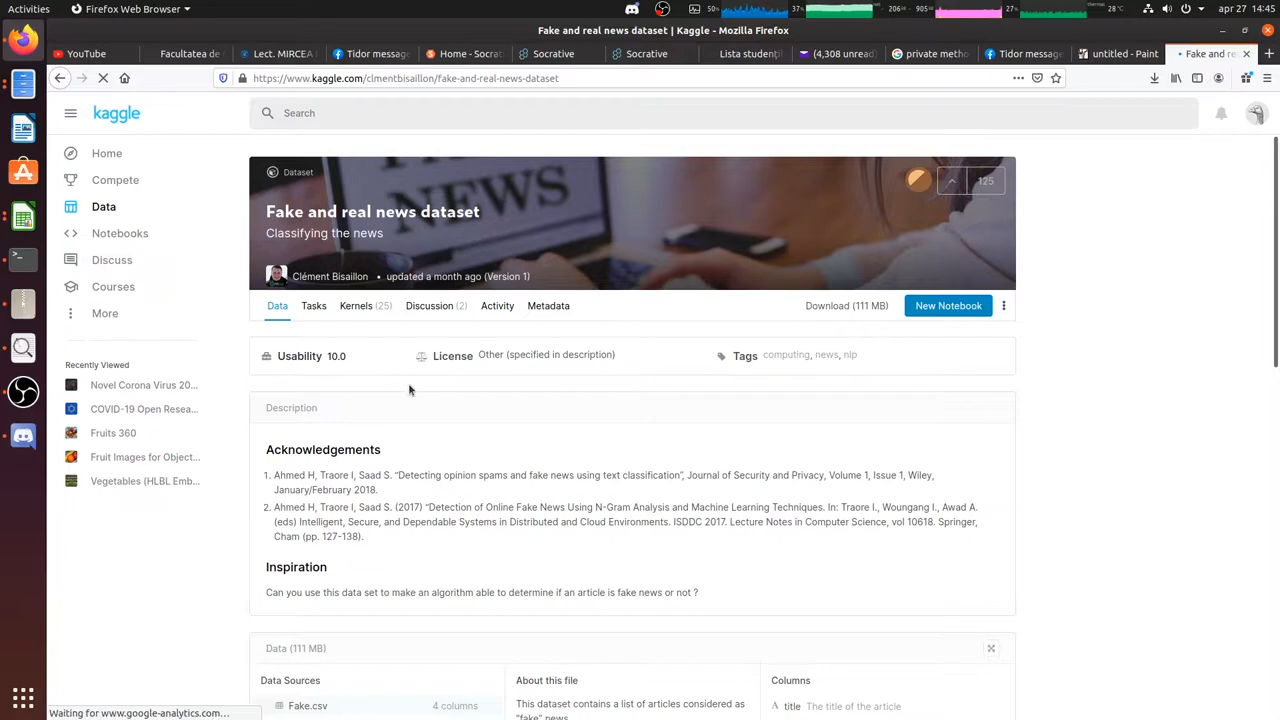 Activities Firefox Web Browser 50% 37% 27% 28°C apr 27 14:45
Fake and real news dataset | Kaggle - Mozilla Firefox
YouTube Facultatea de Lect. MIRCEA Tidor message Home - Socrat Socrative Socrative Lista studenți (4,308 unread) private metho Tidor message untitled - Paint Fake and re
https://www.kaggle.com/clmentbisaillon/fake-and-real-news-dataset
kaggle
Search
Home
Compete
Data
Notebooks
Discuss
Courses
More
Recently Viewed
Novel Corona Virus 20...
COVID-19 Open Resea...
Fruits 360
Fruit Images for Object...
Vegetables (HLBL Emb...
NEWS
Dataset
125
Fake and real news dataset
Classifying the news
Clément Bisaillon • updated a month ago (Version 1)
Data Tasks Kernels (25) Discussion (2) Activity Metadata Download (111 MB) New Notebook
Usability 10.0 License Other (specified in description) Tags computing, news, nlp
Description
Acknowledgements
1. Ahmed H, Traore I, Saad S. “Detecting opinion spams and fake news using text classification”, Journal of Security and Privacy, Volume 1, Issue 1, Wiley,
January/February 2018.
2. Ahmed H, Traore I, Saad S. (2017) “Detection of Online Fake News Using N-Gram Analysis and Machine Learning Techniques. In: Traore I., Woungang I., Awad A.
(eds) Intelligent, Secure, and Dependable Systems in Distributed and Cloud Environments. ISDDC 2017. Lecture Notes in Computer Science, vol 10618. Springer,
Cham (pp. 127-138).
Inspiration
Can you use this data set to make an algorithm able to determine if an article is fake news or not ?
Data (111 MB)
Data Sources About this file Columns
Fake.csv 4 columns This dataset contains a list of articles considered as A title The title of the article
"fake" news
Waiting for www.google-analytics.com…